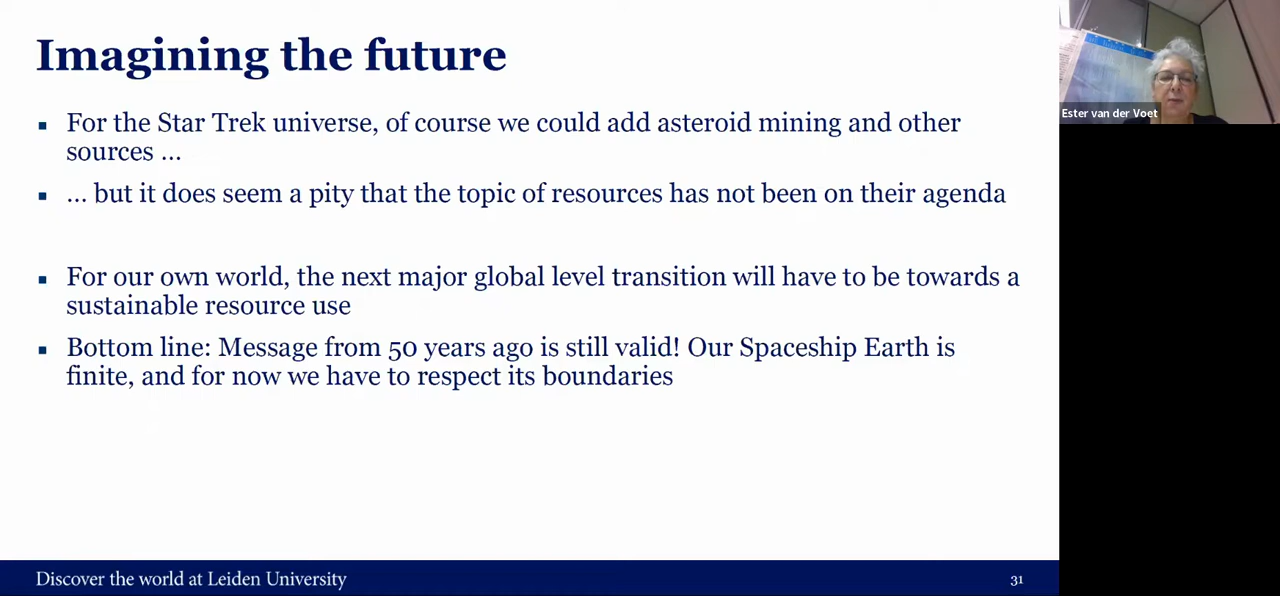 Imagining the future
▪ For the Star Trek universe, of course we could add asteroid mining and other
sources …
▪ … but it does seem a pity that the topic of resources has not been on their agenda
▪ For our own world, the next major global level transition will have to be towards a
sustainable resource use
▪ Bottom line: Message from 50 years ago is still valid! Our Spaceship Earth is
finite, and for now we have to respect its boundaries
Discover the world at Leiden University
31
Ester van der Voet